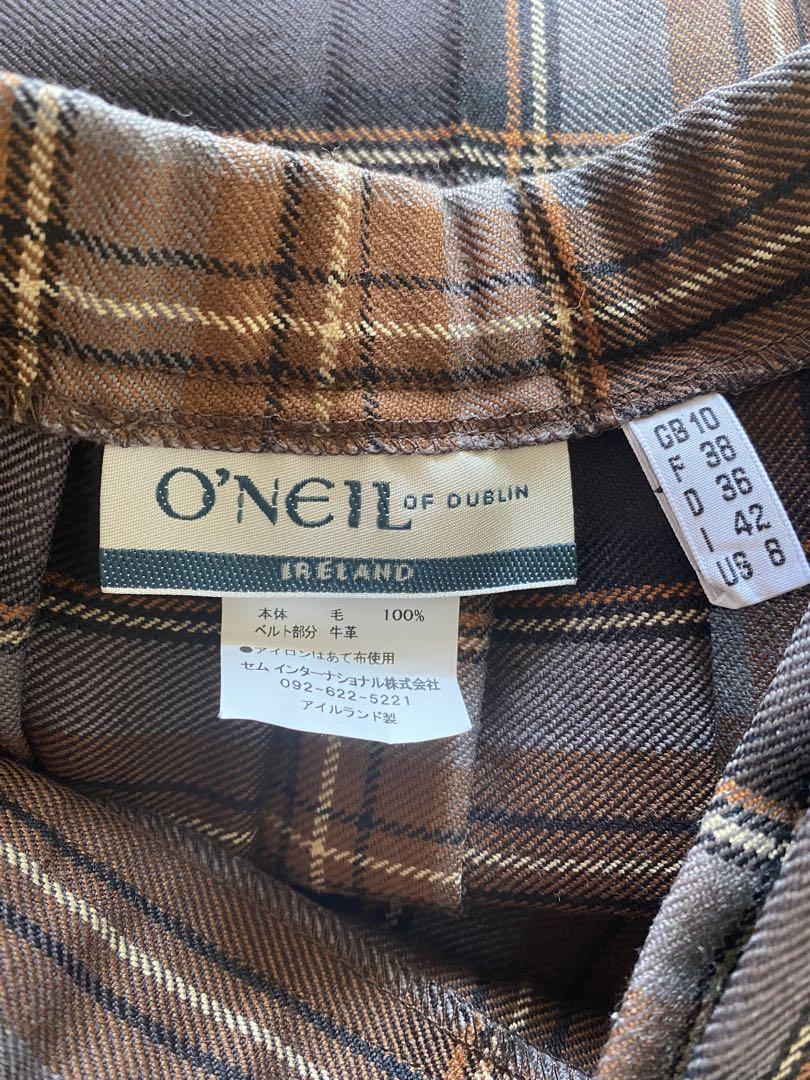 O'NEIL OF DUBLIN
IRELAND
GB 10
F 38
D 36
I 42
US 8
本体 毛 100%
ベルト部分 牛革
●アイロンはあて布使用
セム インターナショナル株式会社
092-622-5221
アイルランド製